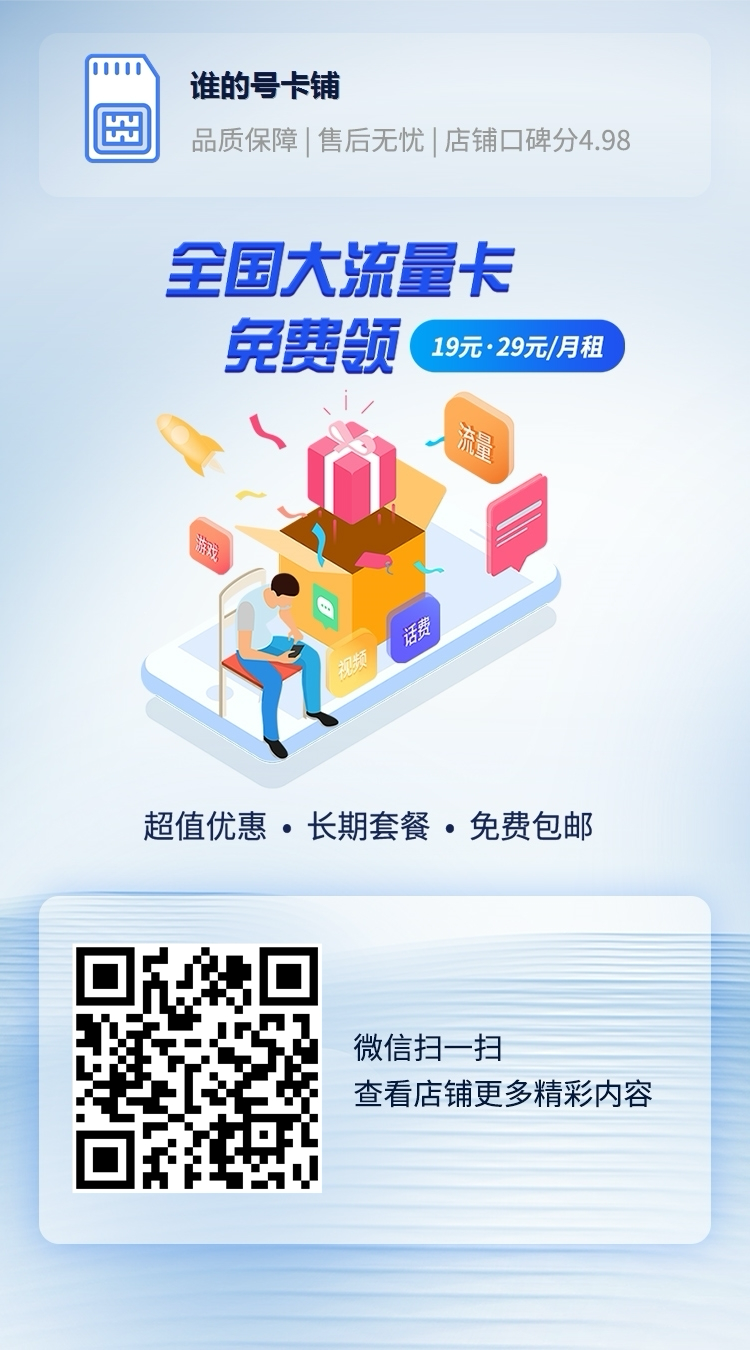 谁的号卡铺
品质保障 | 售后无忧 | 店铺口碑分4.98
全国大流量卡
免费领
19元·29元/月租
流量
游戏
话费
视频
超值优惠 • 长期套餐 • 免费包邮
微信扫一扫
查看店铺更多精彩内容